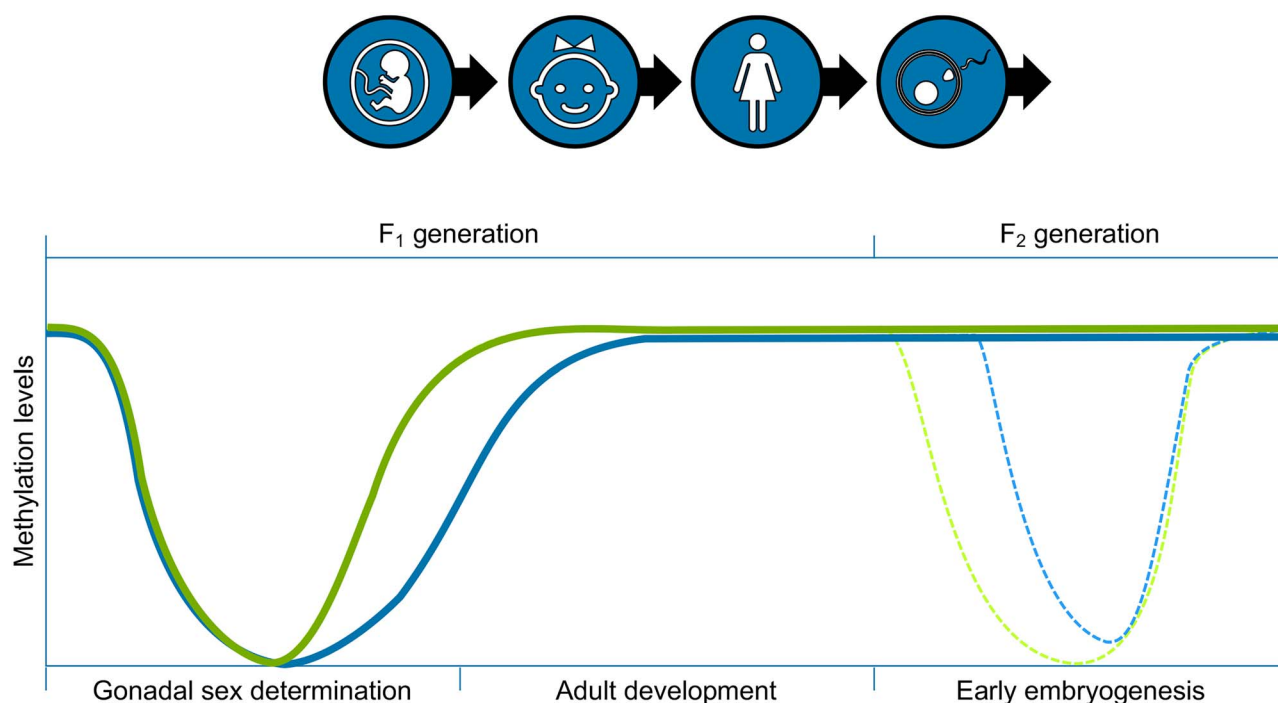 F₁ generation
F₂ generation
Methylation levels
Gonadal sex determination
Adult development
Early embryogenesis